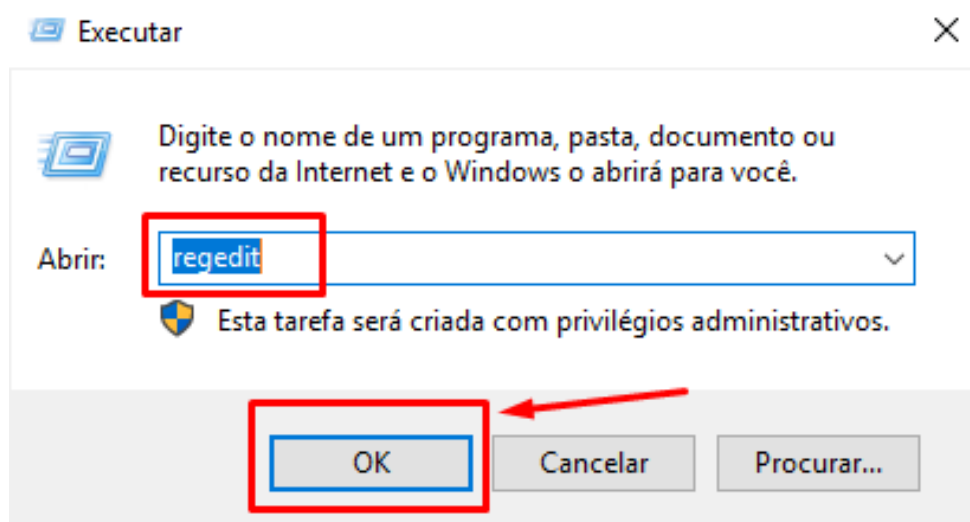 Executar
Digite o nome de um programa, pasta, documento ou
recurso da Internet e o Windows o abrirá para você.
Abrir: regedit
Esta tarefa será criada com privilégios administrativos.
OK Cancelar Procurar...